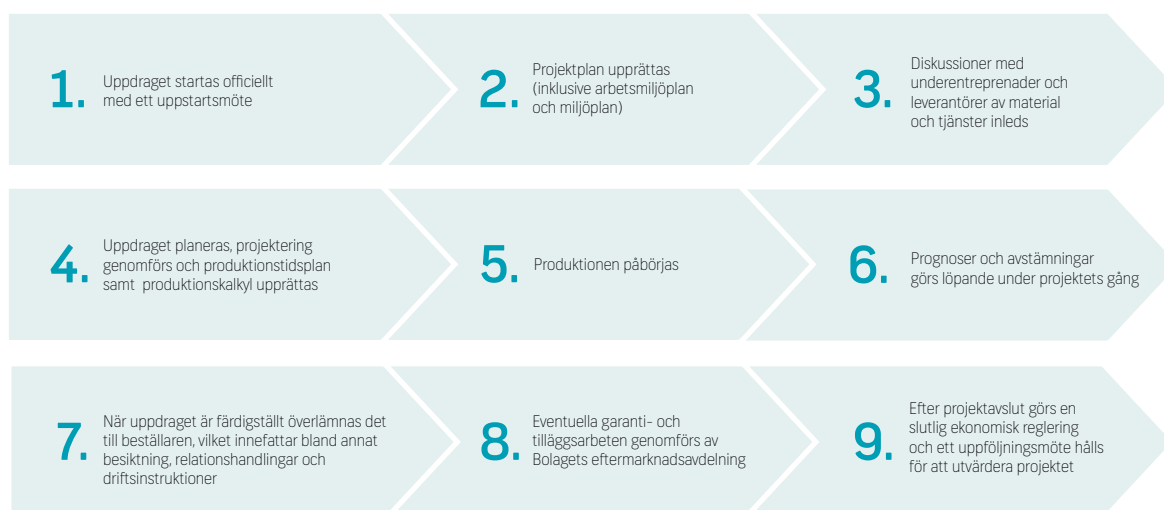 1.
Uppdraget startas officiellt
med ett uppstartsmöte
2.
Projektplan upprättas
(inklusive arbetsmiljöplan
och miljöplan)
3.
Diskussioner med
underentreprenader och
leverantörer av material
och tjänster inleds
4.
Uppdraget planeras, projektering
genomförs och produktionstidsplan
samt produktionskalkyl upprättas
5.
Produktionen påbörjas
6.
Prognoser och avstämningar
görs löpande under projektets gång
7.
När uppdraget är färdigställt överlämnas det
till beställaren, vilket innefattar bland annat
besiktning, relationshandlingar och
driftsinstruktioner
8.
Eventuella garanti- och
tilläggsarbeten genomförs av
Bolagets eftermarknadsavdelning
9.
Efter projektavslut görs en
slutlig ekonomisk reglering
och ett uppföljningsmöte hålls
för att utvärdera projektet